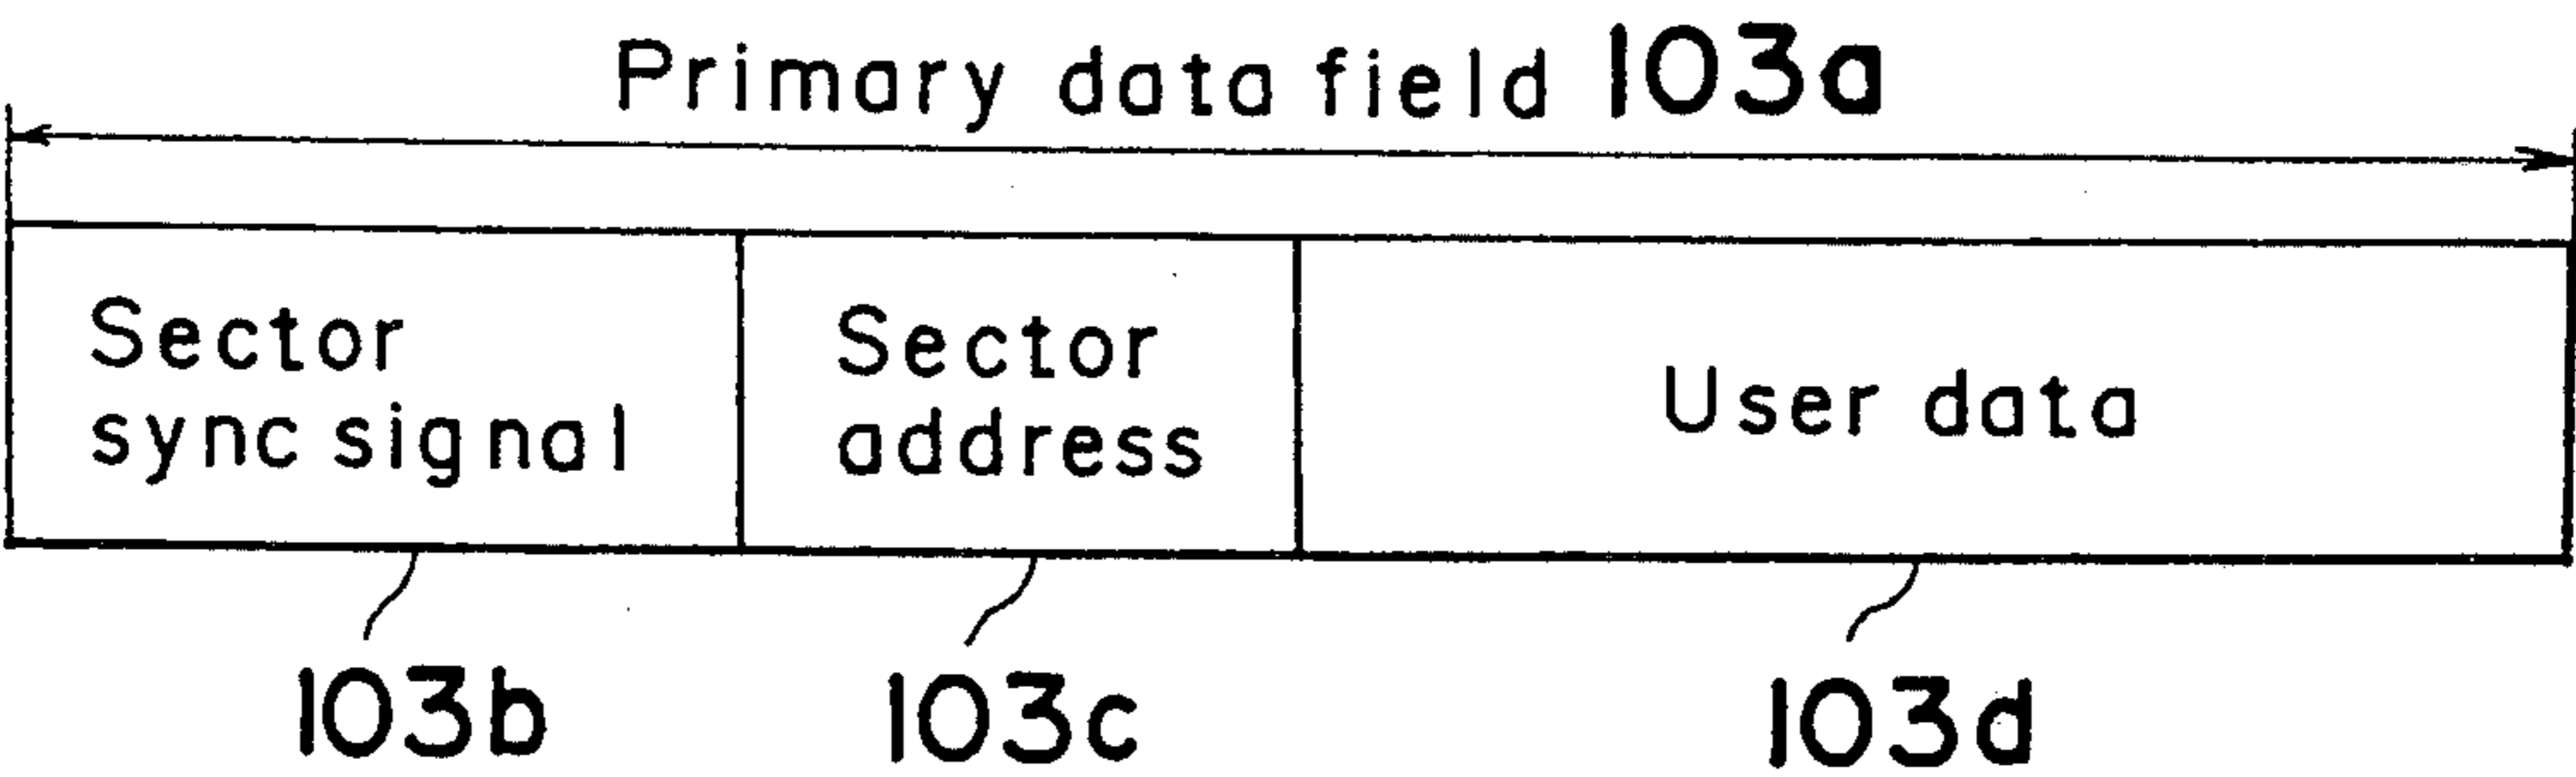 Primary data field 103a
Sector
sync signal
Sector
address
User data
103b
103c
103d